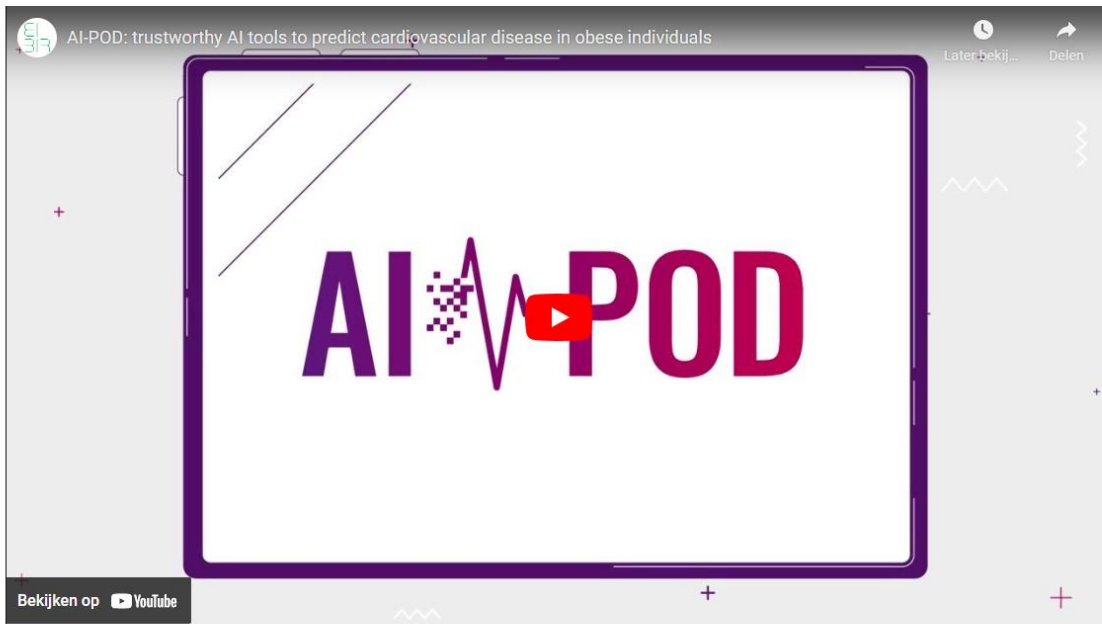 AI-POD: trustworthy AI tools to predict cardiovascular disease in obese individuals
Later bekij...
Delen
AI POD
Bekijken op YouTube